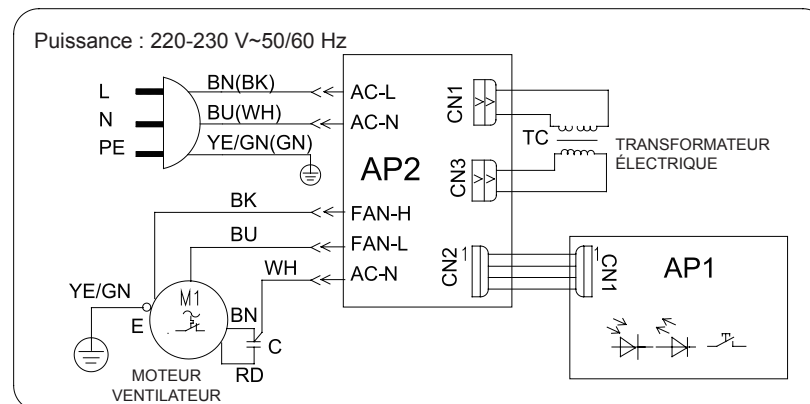 Puissance : 220-230 V~50/60 Hz
L
BN(BK)
AC-L
N
BU(WH)
AC-N
PE
YE/GN(GN)
AP2
CN1
TC
TRANSFORMATEUR
ÉLECTRIQUE
CN3
BK
FAN-H
BU
FAN-L
WH
AC-N
CN2
1
1
CN1
AP1
YE/GN
E
M1
BN
C
RD
MOTEUR
VENTILATEUR